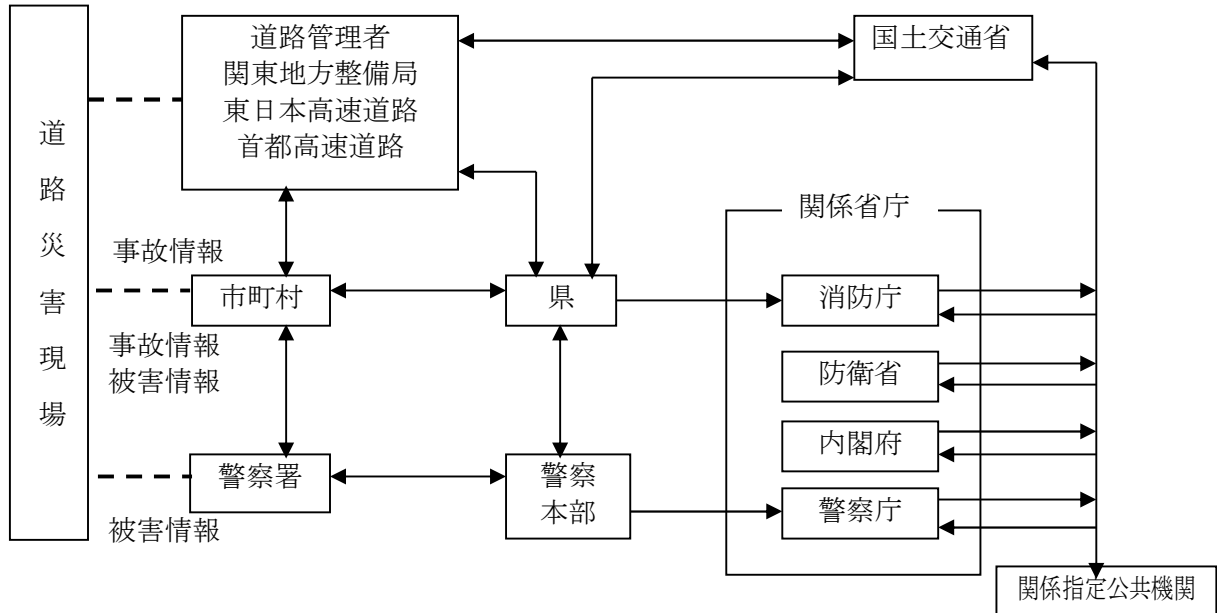 道路災害現場
道路管理者
関東地方整備局
東日本高速道路
首都高速道路
国土交通省
事故情報
市町村
県
関係省庁
消防庁
事故情報
被害情報
防衛省
内閣府
警察署
警察
本部
警察庁
被害情報
関係指定公共機関